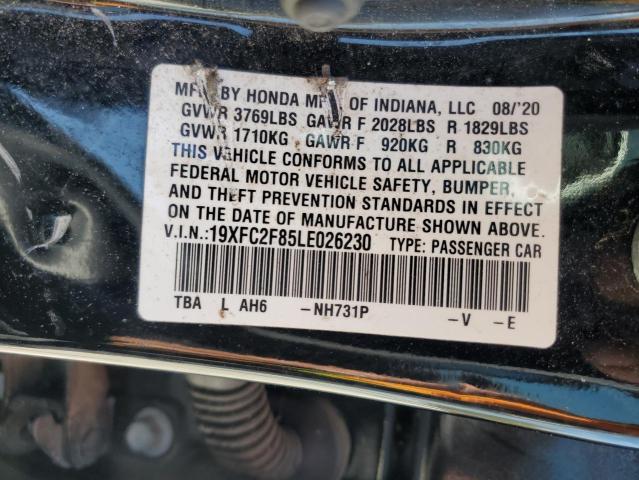 MFD BY HONDA MFG OF INDIANA, LLC 08/'20
GVWR 3769LBS GAWR F 2028LBS R 1829LBS
GVWR 1710KG GAWR F 920KG R 830KG
THIS VEHICLE CONFORMS TO ALL APPLICABLE
FEDERAL MOTOR VEHICLE SAFETY, BUMPER,
AND THEFT PREVENTION STANDARDS IN EFFECT
ON THE DATE OF MANUFACTURE SHOWN ABOVE.
V.I.N.:19XFC2F85LE026230 TYPE: PASSENGER CAR
TBA L AH6 –NH731P –V –E